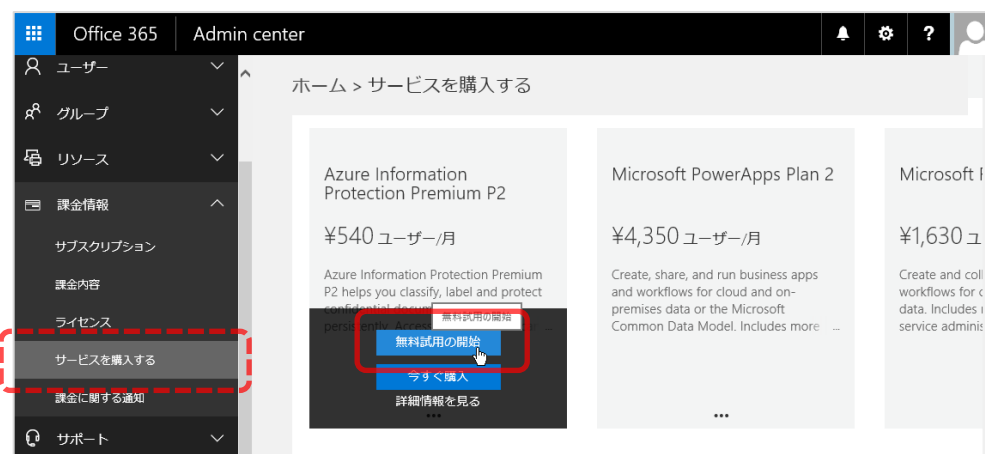 Office 365 Admin center
?
ユーザー
グループ
リソース
課金情報
サブスクリプション
課金内容
ライセンス
サービスを購入する
課金に関する通知
サポート
ホーム > サービスを購入する
Azure Information
Protection Premium P2
¥540 ユーザー/月
Azure Information Protection Premium
P2 helps you classify, label and protect
confidential docum
persistently. Access ...
無料試用の開始
無料試用の開始
今すぐ購入
詳細情報を見る
...
Microsoft PowerApps Plan 2
¥4,350 ユーザー/月
Create, share, and run business apps
and workflows for cloud and on-
premises data or the Microsoft
Common Data Model. Includes more ...
...
Microsoft
¥1,630 ユ
Create and coll
workflows for c
data. Includes
service adminis